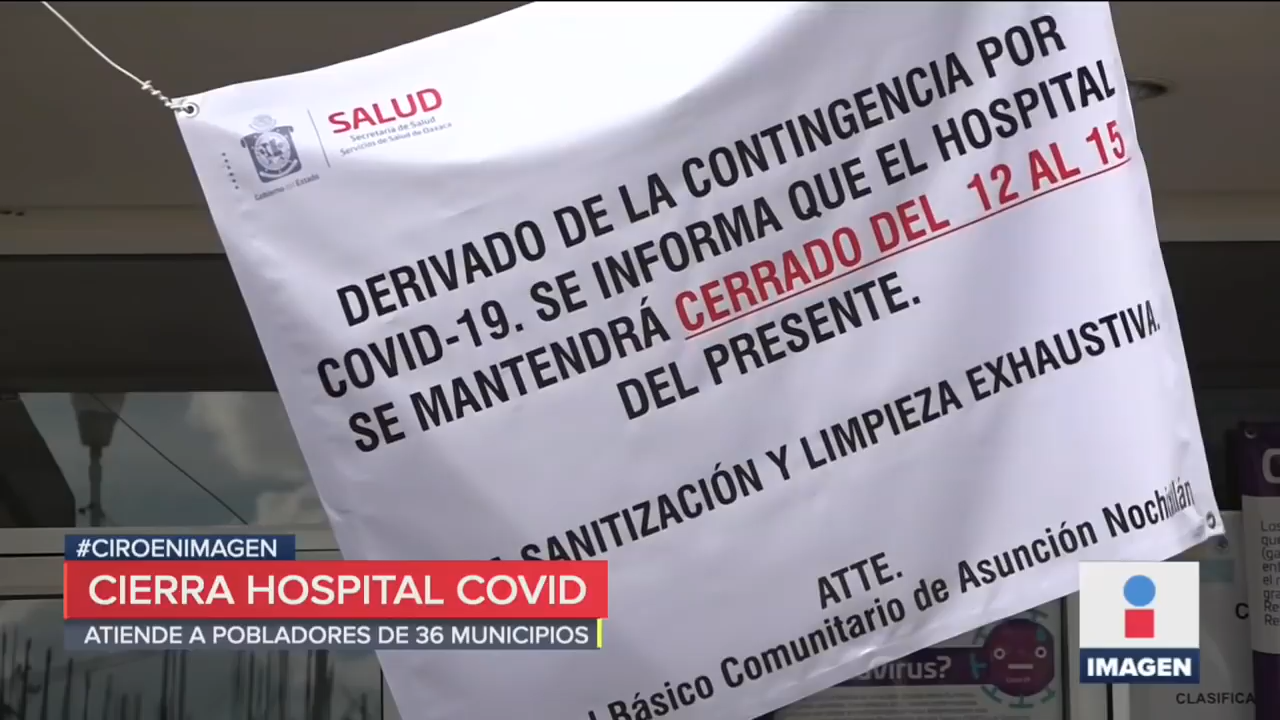 SALUD
Secretaría de Salud
Servicios de Salud de Oaxaca
Gobierno del Estado
DERIVADO DE LA CONTINGENCIA POR
COVID-19. SE INFORMA QUE EL HOSPITAL
SE MANTENDRÁ CERRADO DEL 12 AL 15
DEL PRESENTE.
SANITIZACIÓN Y LIMPIEZA EXHAUSTIVA.
ATTE.
Básico Comunitario de Asunción Nochixtlán
#CIROENIMAGEN
CIERRA HOSPITAL COVID
ATIENDE A POBLADORES DE 36 MUNICIPIOS
IMAGEN